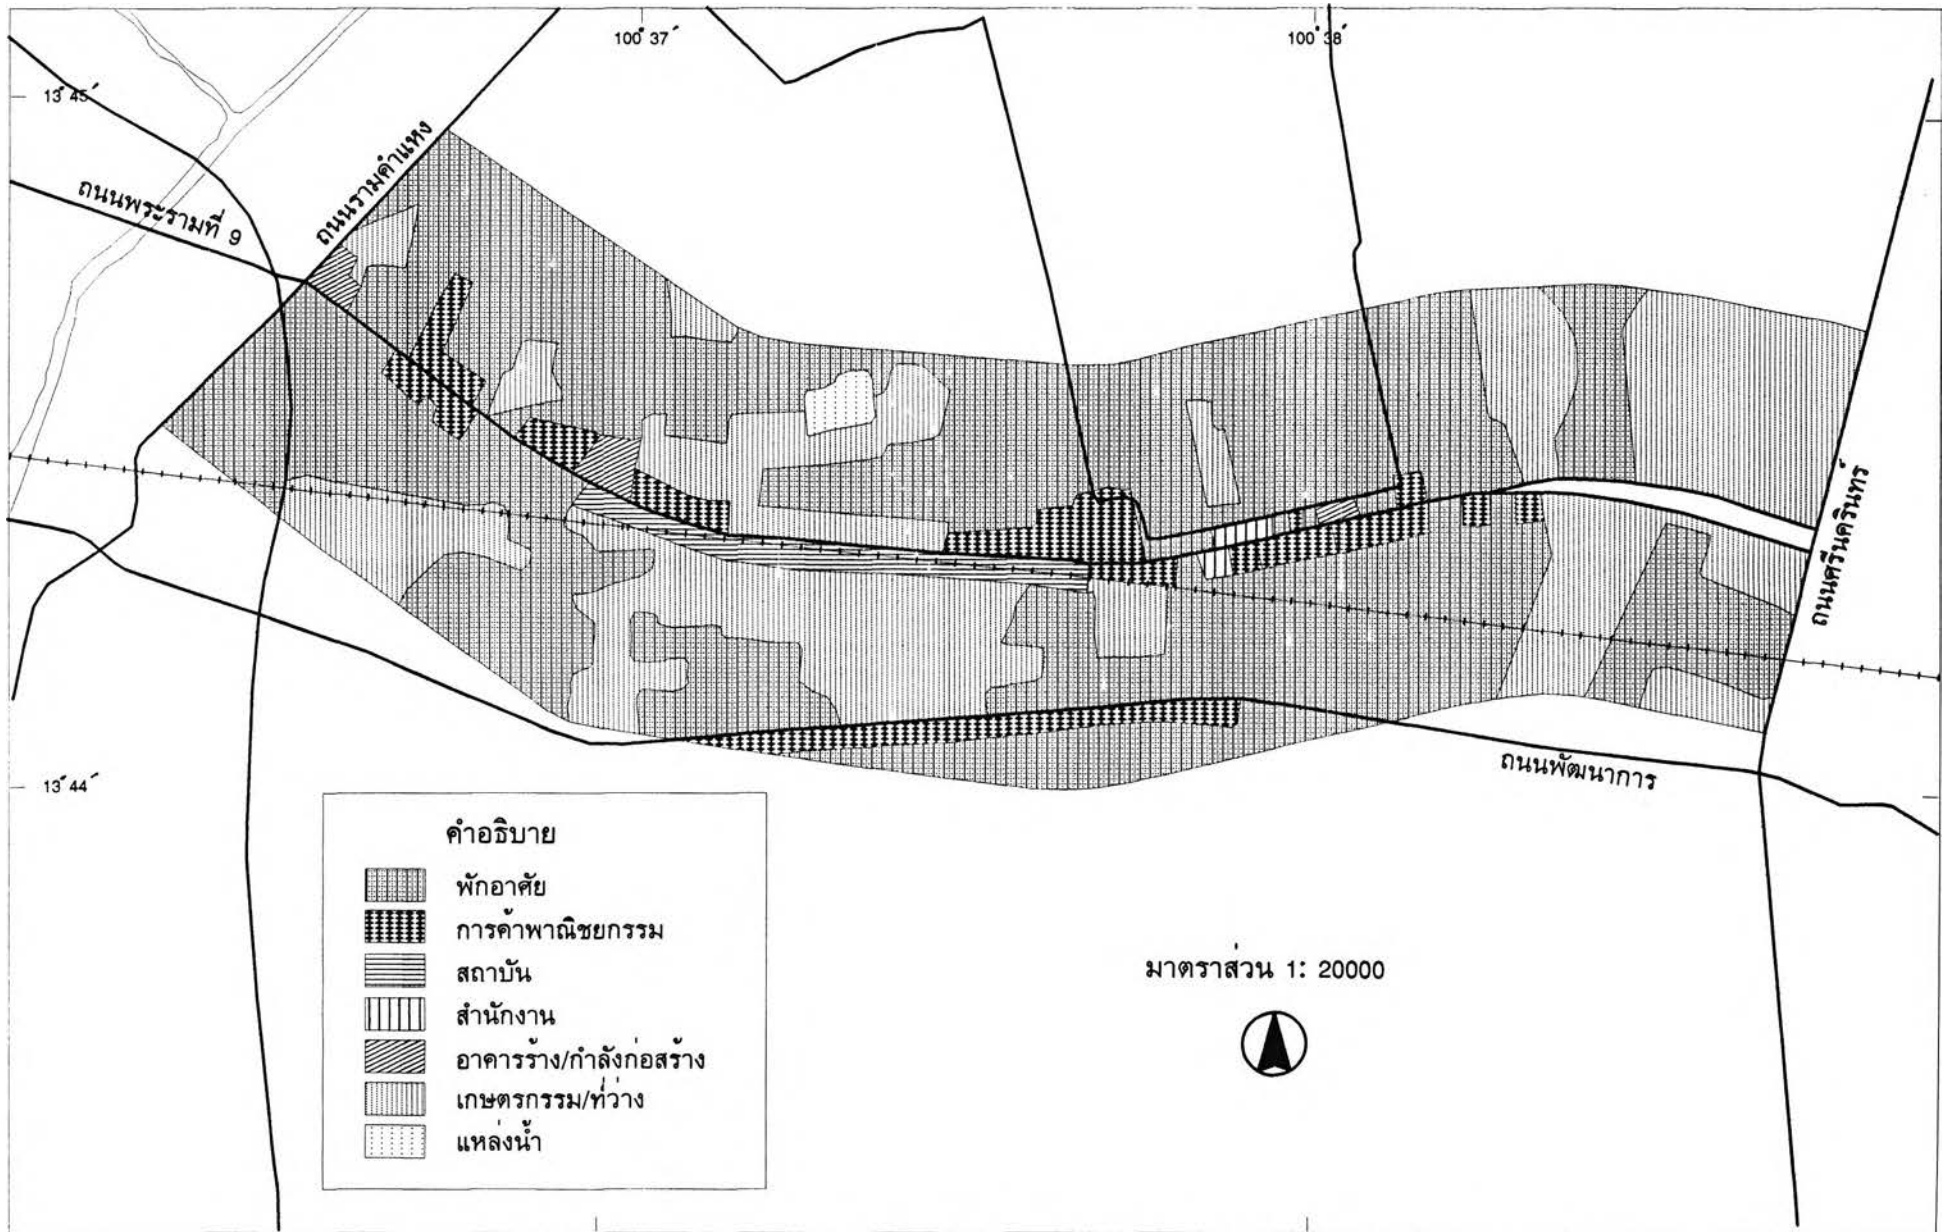 100° 37´
100° 38´
13° 45´
ถนนรามคำแหง
ถนนพระรามที่ 9
ถนนศรีนครินทร์
ถนนพัฒนาการ
13° 44´
คำอธิบาย
พักอาศัย
การค้าพาณิชยกรรม
สถาบัน
สำนักงาน
อาคารร้าง/กำลังก่อสร้าง
เกษตรกรรม/ที่ว่าง
แหล่งน้ำ
มาตราส่วน 1: 20000